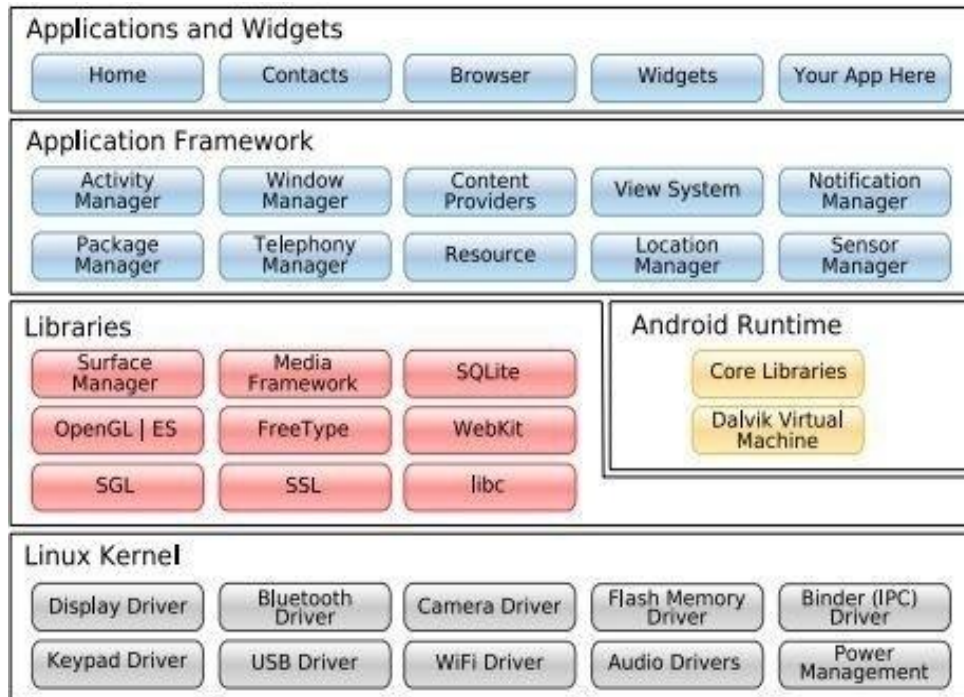 Applications and Widgets
Home
Contacts
Browser
Widgets
Your App Here
Application Framework
Activity
Manager
Window
Manager
Content
Providers
View System
Notification
Manager
Package
Manager
Telephony
Manager
Resource
Location
Manager
Sensor
Manager
Libraries
Surface
Manager
Media
Framework
SQLite
OpenGL | ES
FreeType
WebKit
SGL
SSL
libc
Android Runtime
Core Libraries
Dalvik Virtual
Machine
Linux Kernel
Display Driver
Bluetooth
Driver
Camera Driver
Flash Memory
Driver
Binder (IPC)
Driver
Keypad Driver
USB Driver
WiFi Driver
Audio Drivers
Power
Management